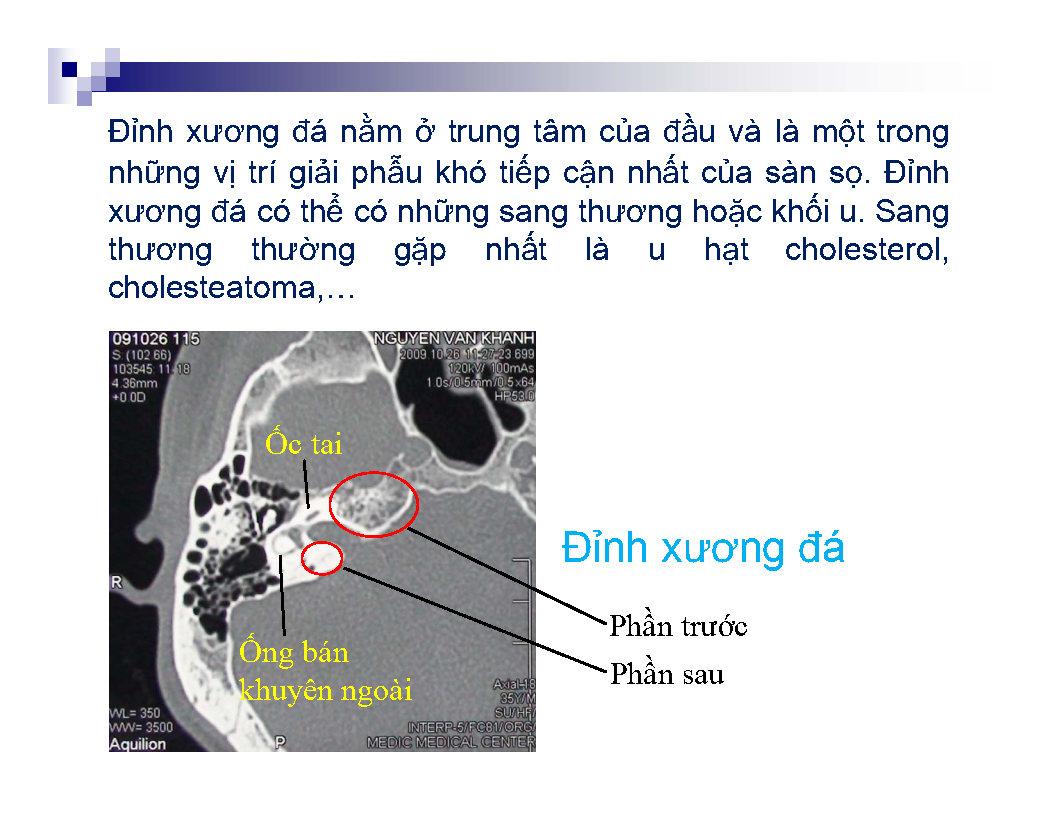 Đỉnh xương đá nằm ở trung tâm của đầu và là một trong
những vị trí giải phẫu khó tiếp cận nhất của sàn sọ. Đỉnh
xương đá có thể có những sang thương hoặc khối u. Sang
thương thường gặp nhất là u hạt cholesterol,
cholesteatoma,…
091026 115
NGUYEN VAN KHANH
S (102.66)
2009.10.26 11:27:23.699
103545: 11-18
120kV/ 100mAs
4.36mm
1.0s/0.5mm/0.5x64
+0.0D
HP53.0
Ốc tai
Đỉnh xương đá
R
Phần trước
Ống bán
khuyên ngoài
Phần sau
Axial-18
35Y/M
WL= 350
SU/HF/
WW= 3500
INTERP-5/FC81/ORG/
Aquilion
P
MEDIC MEDICAL CENTER